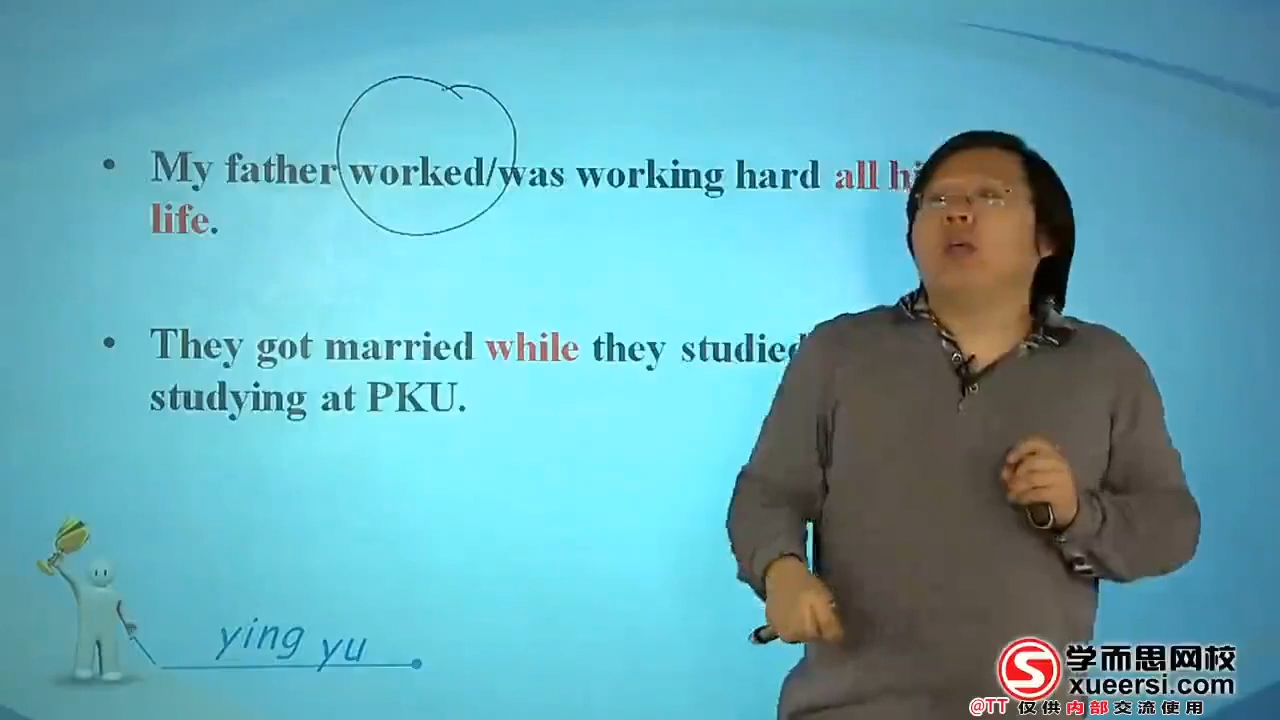 • My father worked/was working hard all hi
life.
• They got married while they studied
studying at PKU.
ying yu
学而思网校
xueersi.com
@TT 仅供内部交流使用